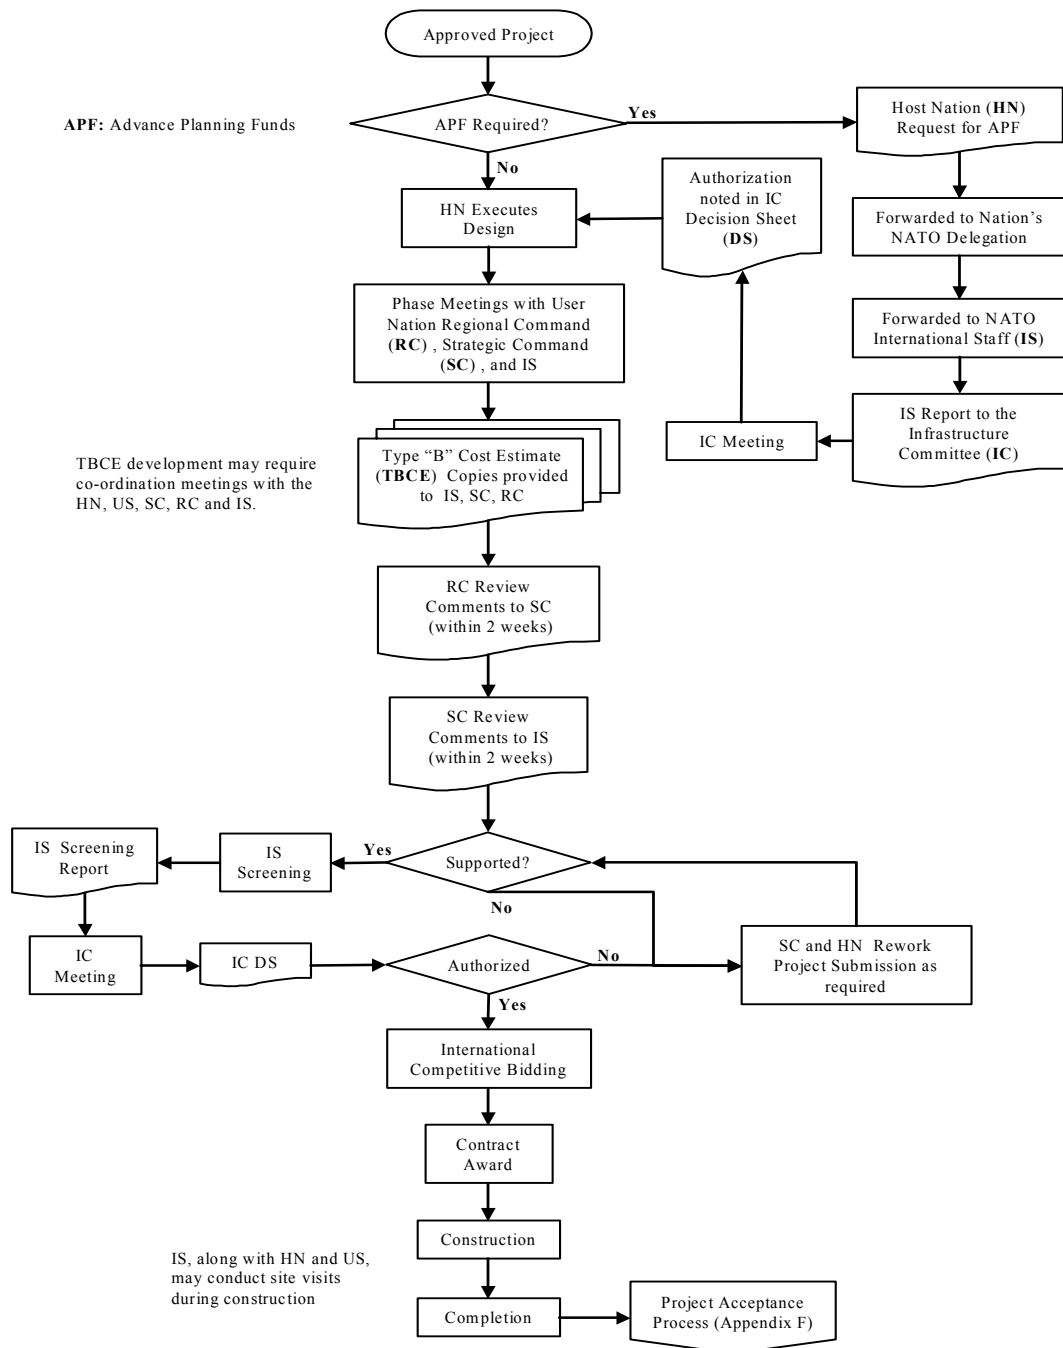 Approved Project
APF: Advance Planning Funds
APF Required?
Yes
Host Nation (HN)
Request for APF
No
HN Executes
Design
Authorization
noted in IC
Decision Sheet
(DS)
Forwarded to Nation's
NATO Delegation
Phase Meetings with User
Nation Regional Command
(RC) , Strategic Command
(SC) , and IS
Forwarded to NATO
International Staff (IS)
IS Report to the
Infrastructure
Committee (IC)
IC Meeting
TBCE development may require
co-ordination meetings with the
HN, US, SC, RC and IS.
Type “B” Cost Estimate
(TBCE) Copies provided
to IS, SC, RC
RC Review
Comments to SC
(within 2 weeks)
SC Review
Comments to IS
(within 2 weeks)
Supported?
Yes
IS
Screening
IS Screening
Report
No
IC
Meeting
IC DS
Authorized
No
SC and HN Rework
Project Submission as
required
Yes
International
Competitive Bidding
Contract
Award
Construction
IS, along with HN and US,
may conduct site visits
during construction
Completion
Project Acceptance
Process (Appendix F)